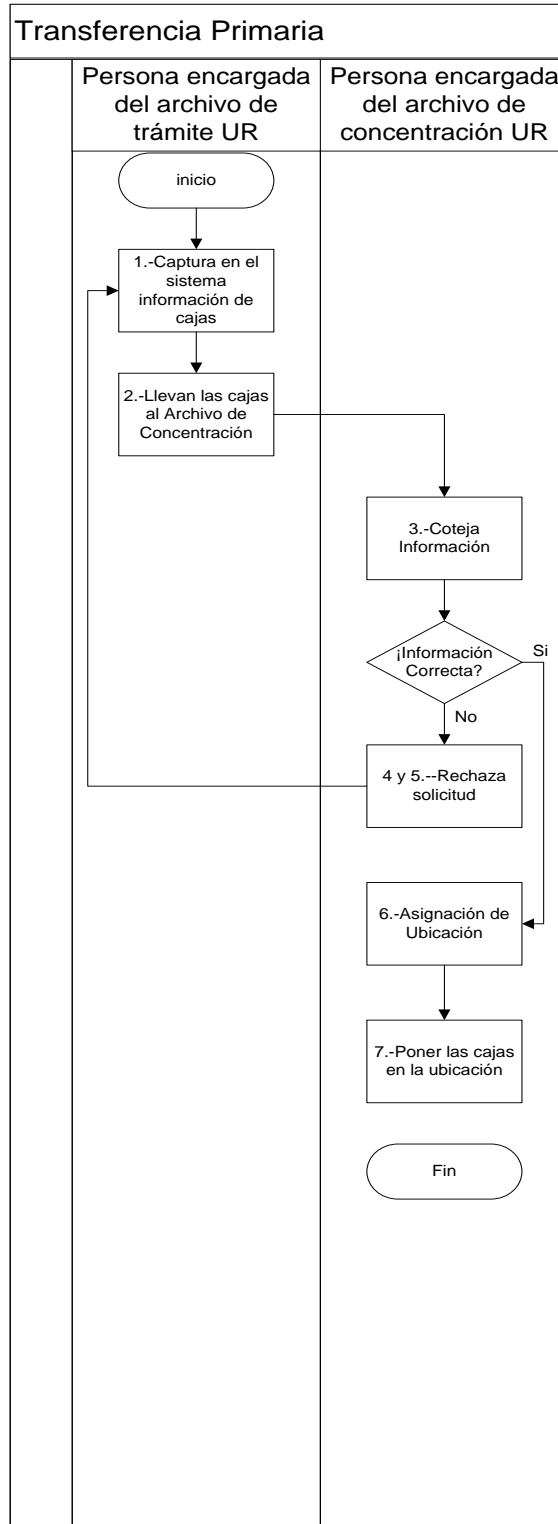 Transferencia Primaria
Persona encargada
del archivo de
trámite UR
Persona encargada
del archivo de
concentración UR
inicio
1.-Captura en el
sistema
información de
cajas
2.-Llevan las cajas
al Archivo de
Concentración
3.-Coteja
Información
¡Información
Correcta?
Si
No
4 y 5.--Rechaza
solicitud
6.-Asignación de
Ubicación
7.-Poner las cajas
en la ubicación
Fin